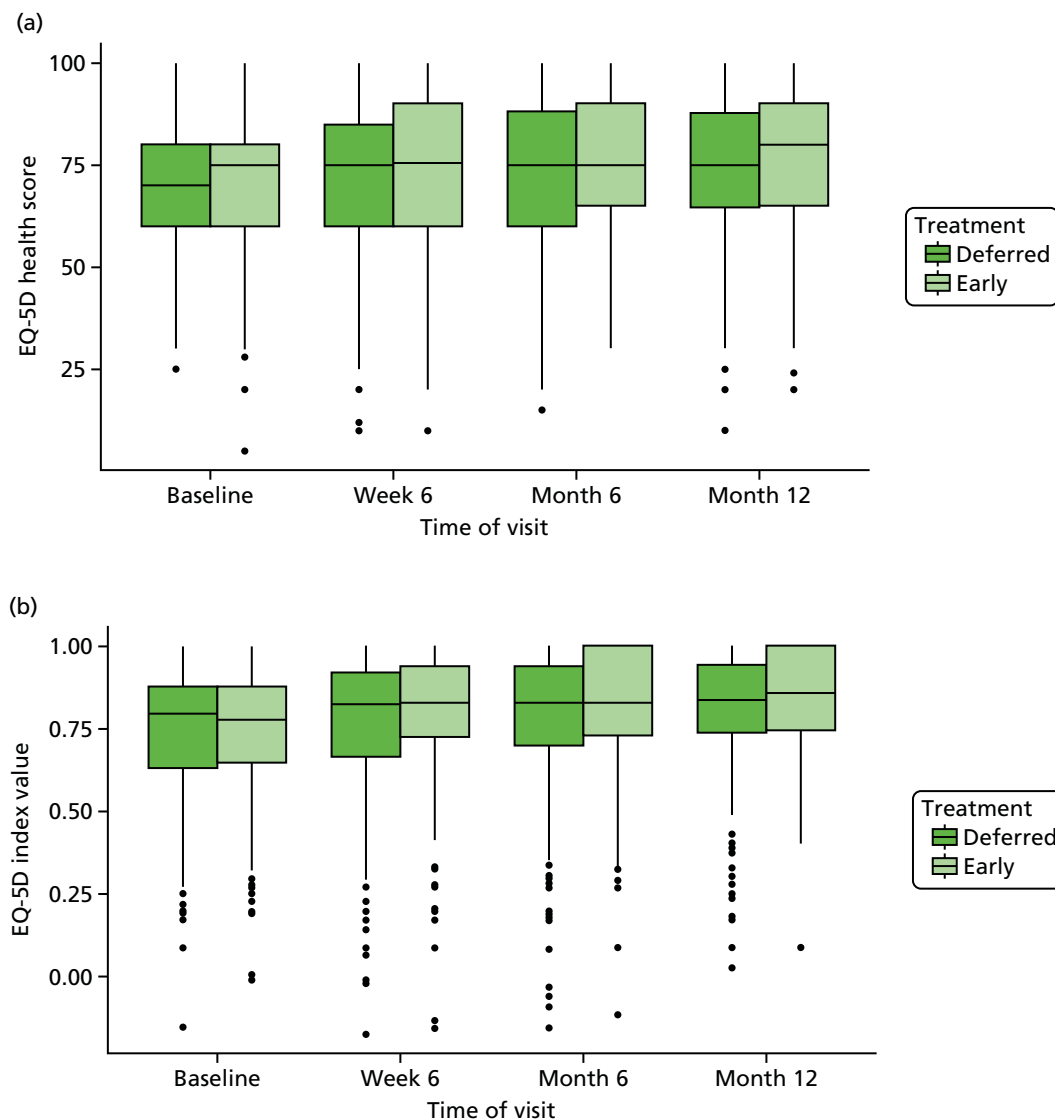 (a)
100
75
50
25
EQ-5D health score
Baseline
Week 6
Month 6
Month 12
Time of visit
Treatment
Deferred
Early
(b)
1.00
0.75
0.50
0.25
0.00
EQ-5D index value
Baseline
Week 6
Month 6
Month 12
Time of visit
Treatment
Deferred
Early